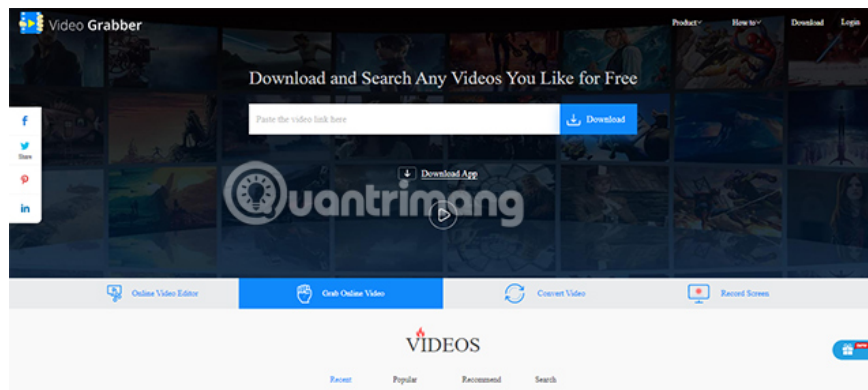 Video Grabber
Product
How to
Download
Login
Download and Search Any Videos You Like for Free
Paste the video link here
Download
Share
Download App
Quantrimang
Online Video Editor
Grab Online Video
Convert Video
Record Screen
VIDEOS
Recent
Popular
Recommend
Search